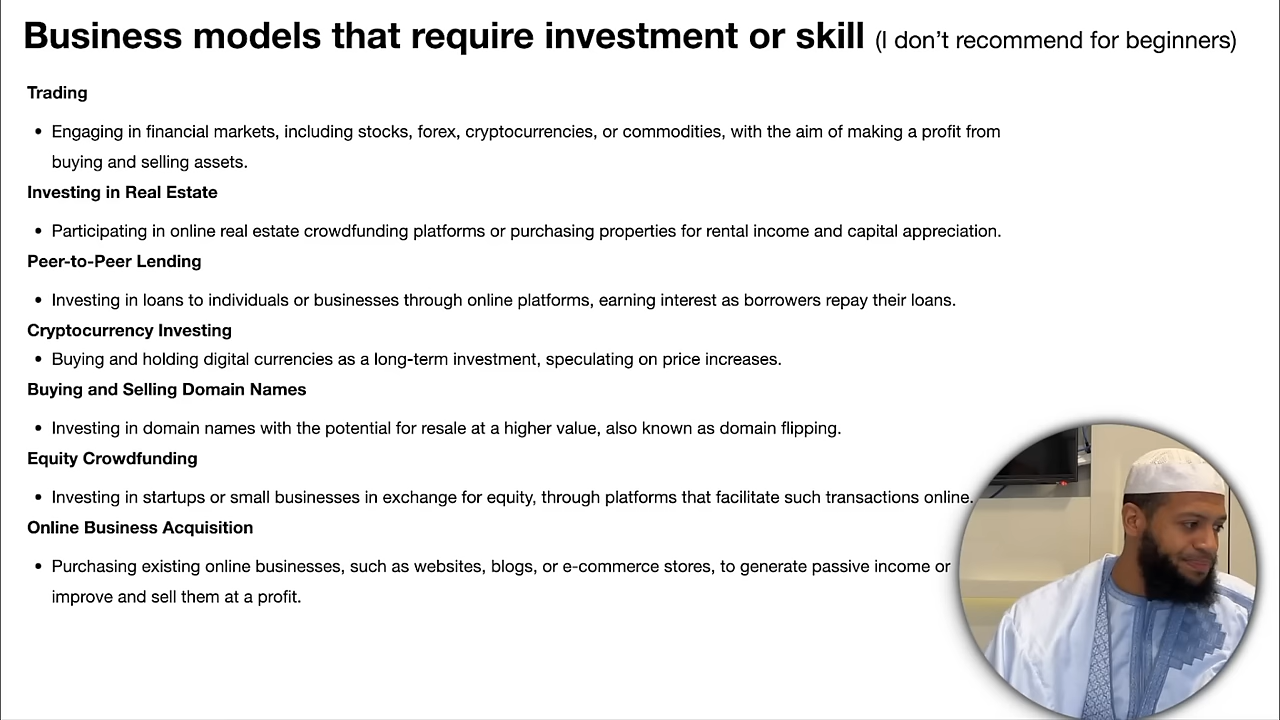 Business models that require investment or skill (I don’t recommend for beginners)
Trading
• Engaging in financial markets, including stocks, forex, cryptocurrencies, or commodities, with the aim of making a profit from
buying and selling assets.
Investing in Real Estate
• Participating in online real estate crowdfunding platforms or purchasing properties for rental income and capital appreciation.
Peer-to-Peer Lending
• Investing in loans to individuals or businesses through online platforms, earning interest as borrowers repay their loans.
Cryptocurrency Investing
• Buying and holding digital currencies as a long-term investment, speculating on price increases.
Buying and Selling Domain Names
• Investing in domain names with the potential for resale at a higher value, also known as domain flipping.
Equity Crowdfunding
• Investing in startups or small businesses in exchange for equity, through platforms that facilitate such transactions online.
Online Business Acquisition
• Purchasing existing online businesses, such as websites, blogs, or e-commerce stores, to generate passive income or
improve and sell them at a profit.